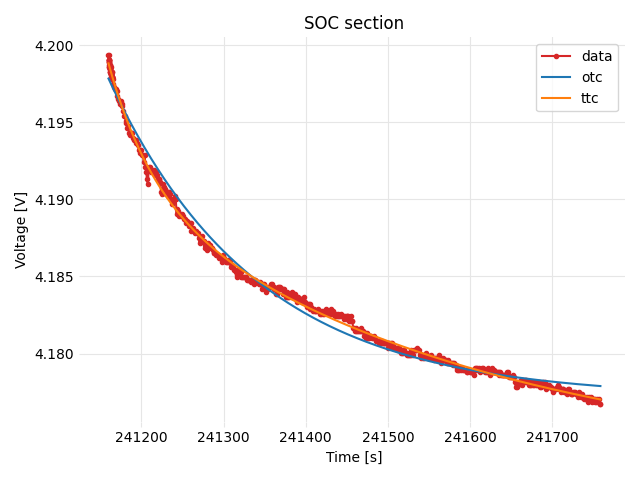 SOC section
4.200
4.195
4.190
4.185
4.180
Voltage [V]
data
otc
ttc
241200 241300 241400 241500 241600 241700
Time [s]